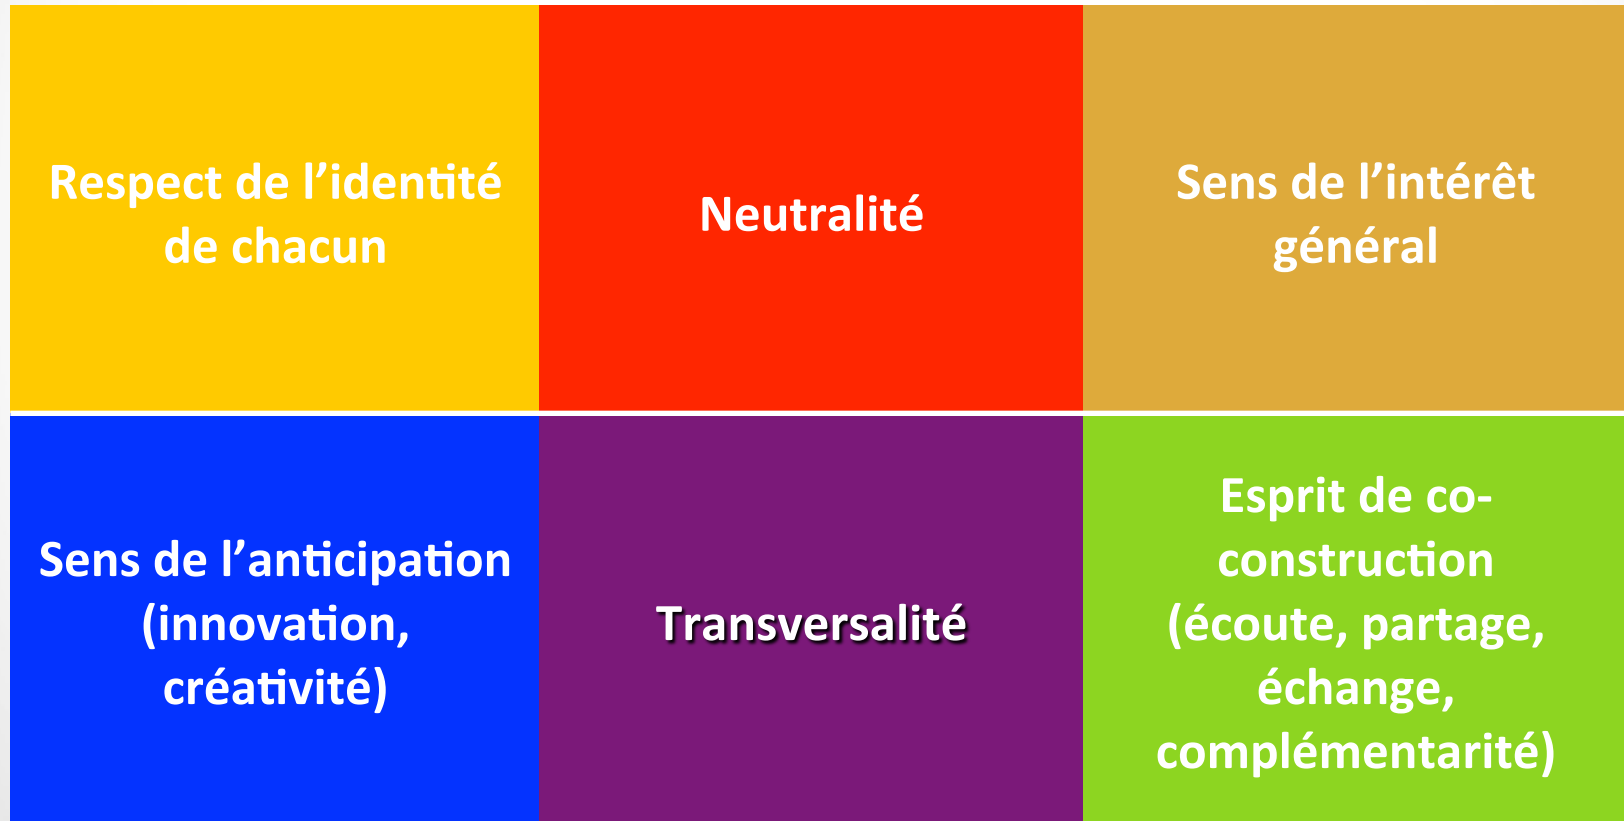 Respect de l’identité
de chacun
Neutralité
Sens de l’intérêt
général
Sens de l’anticipation
(innovation,
créativité)
Transversalité
Esprit de co-
construction
(écoute, partage,
échange,
complémentarité)